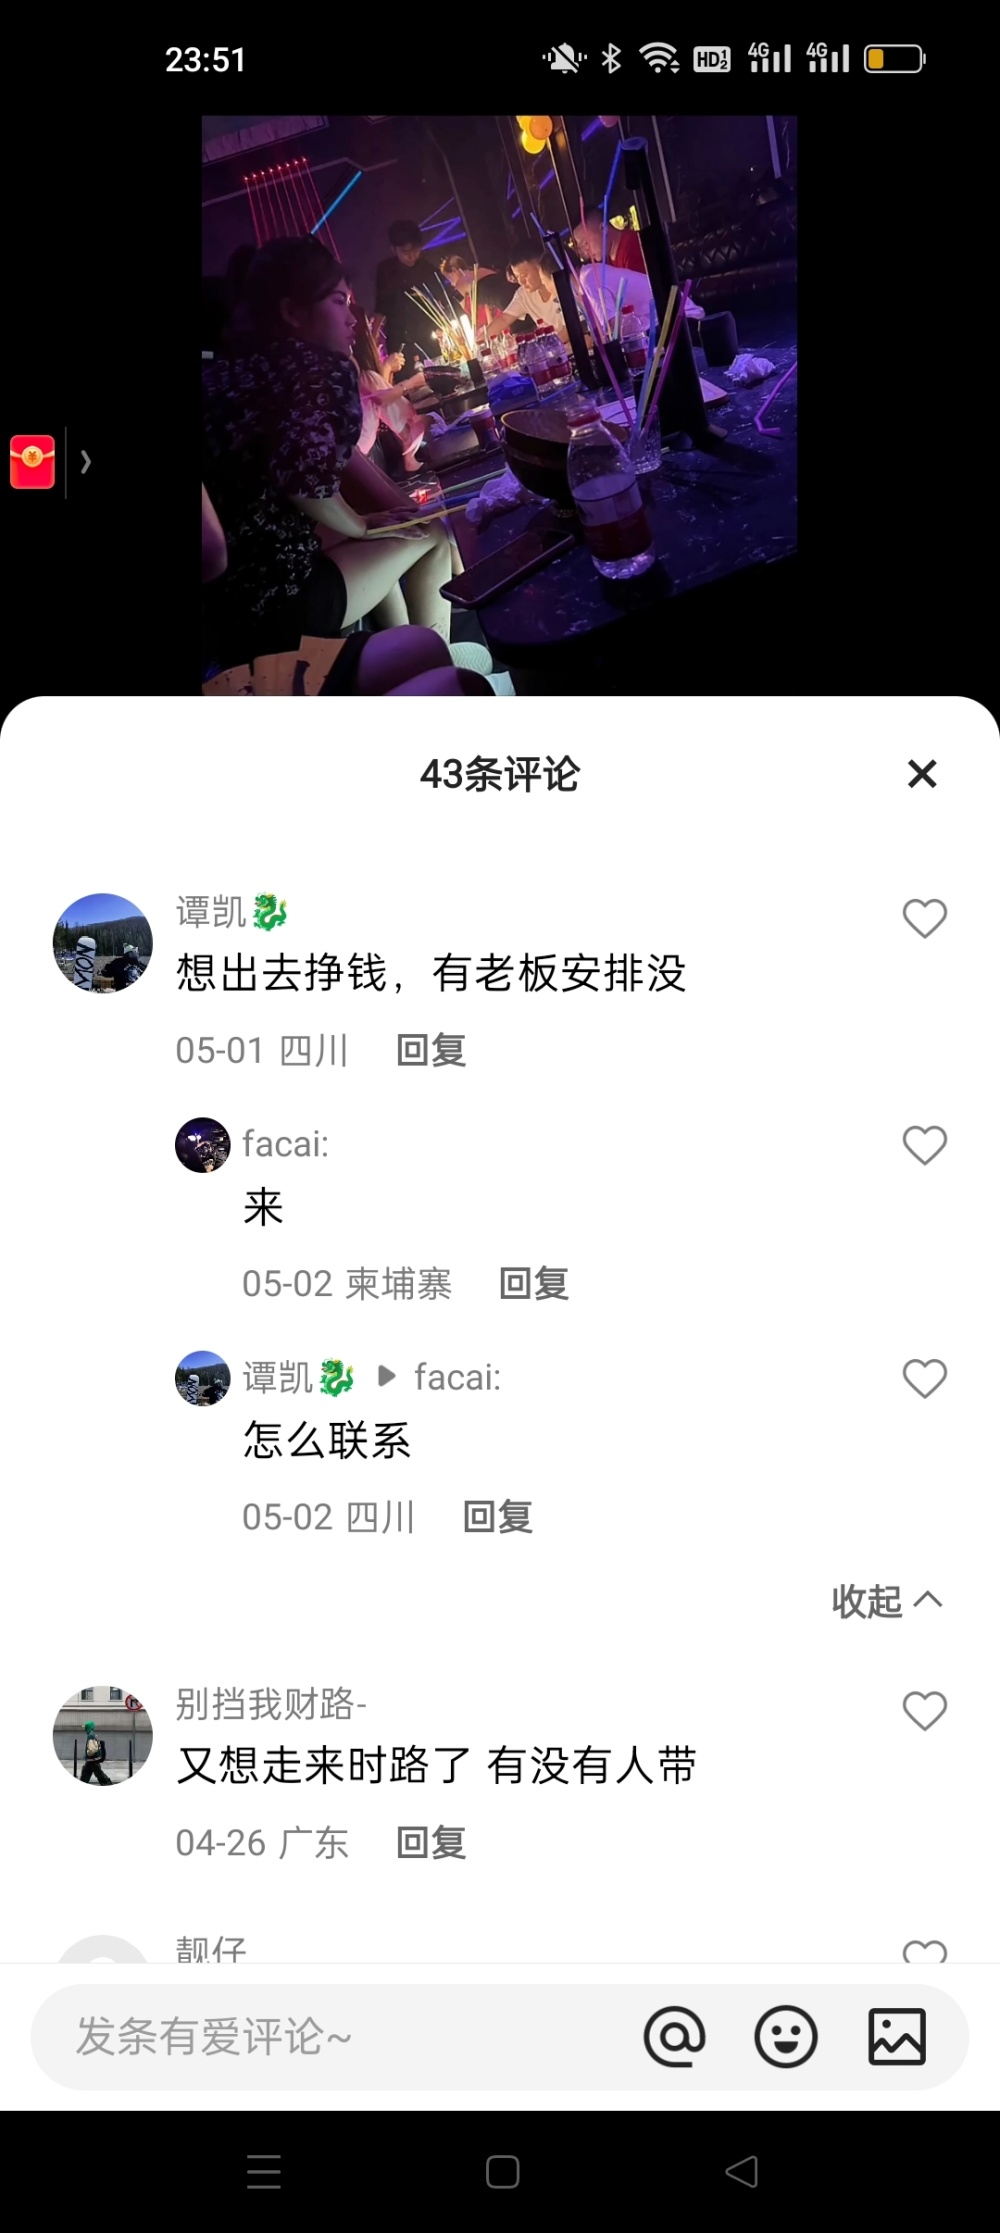 23:51
HD 1 2
4G
4G
43条评论
谭凯🐉
想出去挣钱，有老板安排没
05-01 四川 回复
facai:
来
05-02 柬埔寨 回复
谭凯🐉 ▶ facai:
怎么联系
05-02 四川 回复
收起
别挡我财路-
又想走来时路了 有没有人带
04-26 广东 回复
靓仔
发条有爱评论~